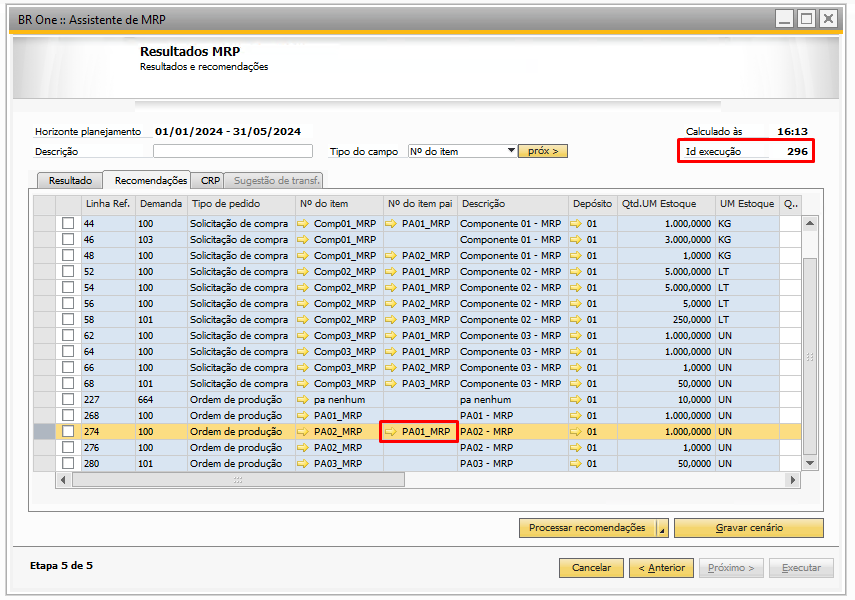 BR One :: Assistente de MRP
Resultados MRP
Resultados e recomendações
Horizonte planejamento 01/01/2024 - 31/05/2024 Calculado às 16:13
Descrição Tipo do campo Nº do item próx > Id execução 296
Resultado Recomendações CRP Sugestão de transf.
Linha Ref. Demanda Tipo de pedido Nº do item Nº do item pai Descrição Depósito Qtd.UM Estoque UM Estoque Q..
44 100 Solicitação de compra Comp01_MRP PA01_MRP Componente 01 - MRP 01 1.000,0000 KG
46 103 Solicitação de compra Comp01_MRP Componente 01 - MRP 01 3.000,0000 KG
48 100 Solicitação de compra Comp01_MRP PA02_MRP Componente 01 - MRP 01 1,0000 KG
52 100 Solicitação de compra Comp02_MRP PA01_MRP Componente 02 - MRP 01 5.000,0000 LT
54 100 Solicitação de compra Comp02_MRP PA01_MRP Componente 02 - MRP 01 5.000,0000 LT
56 100 Solicitação de compra Comp02_MRP PA02_MRP Componente 02 - MRP 01 5,0000 LT
58 101 Solicitação de compra Comp02_MRP PA03_MRP Componente 02 - MRP 01 250,0000 LT
62 100 Solicitação de compra Comp03_MRP PA01_MRP Componente 03 - MRP 01 1.000,0000 UN
64 100 Solicitação de compra Comp03_MRP PA01_MRP Componente 03 - MRP 01 1.000,0000 UN
66 100 Solicitação de compra Comp03_MRP PA02_MRP Componente 03 - MRP 01 1,0000 UN
68 101 Solicitação de compra Comp03_MRP PA03_MRP Componente 03 - MRP 01 50,0000 UN
227 664 Ordem de produção pa nenhum pa nenhum 01 10,0000 UN
268 100 Ordem de produção PA01_MRP PA01 - MRP 01 1.000,0000 UN
274 100 Ordem de produção PA02_MRP PA01_MRP PA02 - MRP 01 1.000,0000 UN
276 100 Ordem de produção PA02_MRP PA02 - MRP 01 1,0000 UN
280 101 Ordem de produção PA03_MRP PA03 - MRP 01 50,0000 UN
Processar recomendações Gravar cenário
Etapa 5 de 5 Cancelar < Anterior Próximo > Executar